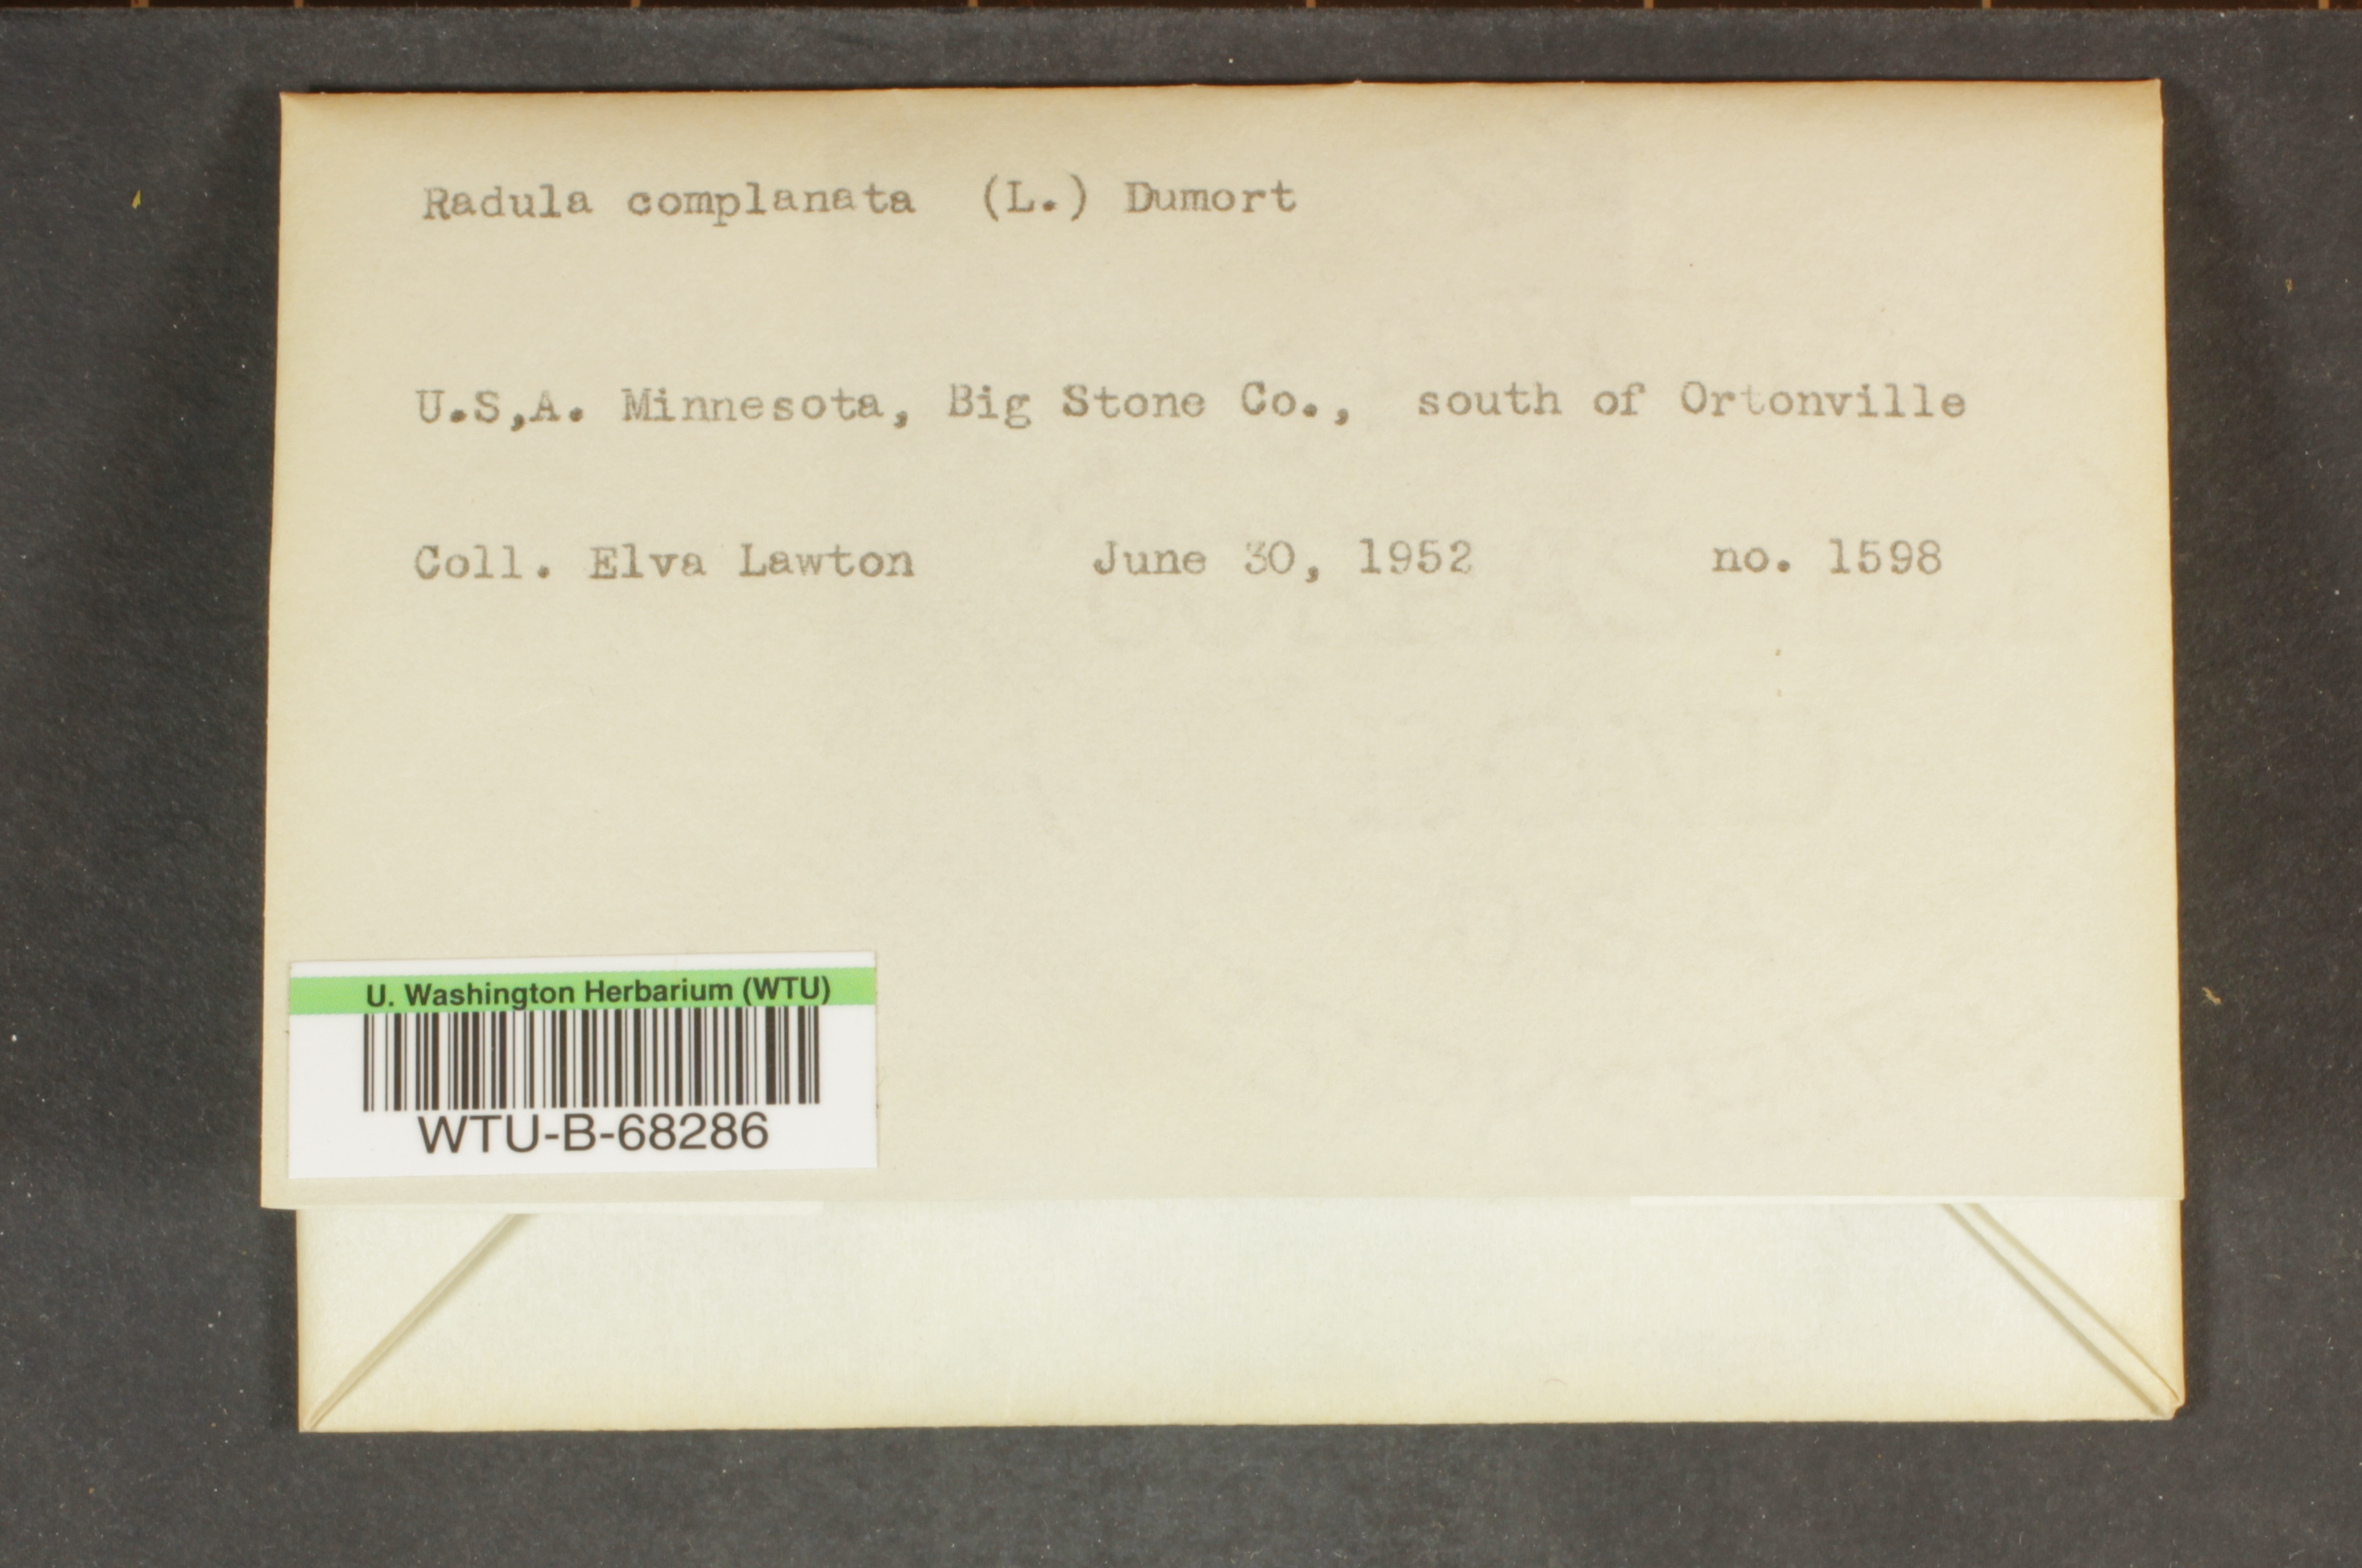 Radula complanata (L.) Dumort
U.S,A. Minnesota, Big Stone Co., south of Ortonville
Coll. Elva Lawton June 30, 1952 no. 1598
U. Washington Herbarium (WTU)
WTU-B-68286